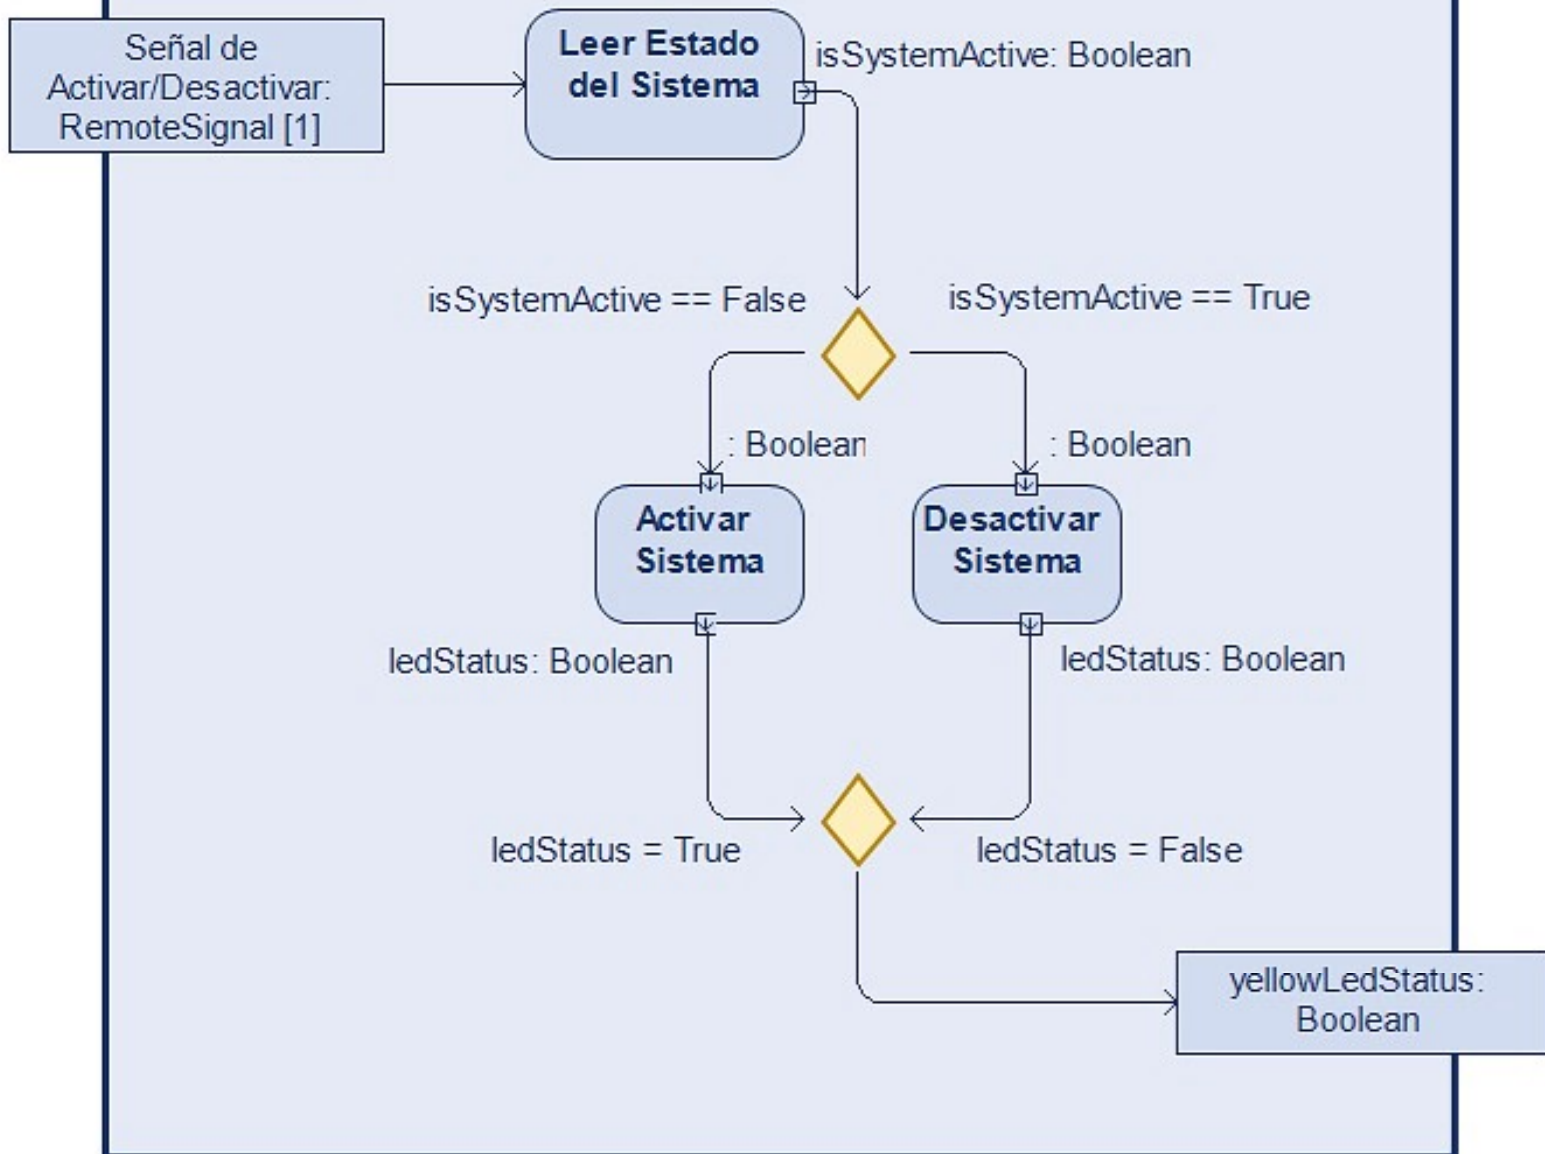 Señal de
Activar/Desactivar:
RemoteSignal [1]
Leer Estado
del Sistema
isSystemActive: Boolean
isSystemActive == False
isSystemActive == True
: Boolean
: Boolean
Activar
Sistema
Desactivar
Sistema
ledStatus: Boolean
ledStatus: Boolean
ledStatus = True
ledStatus = False
yellowLedStatus:
Boolean